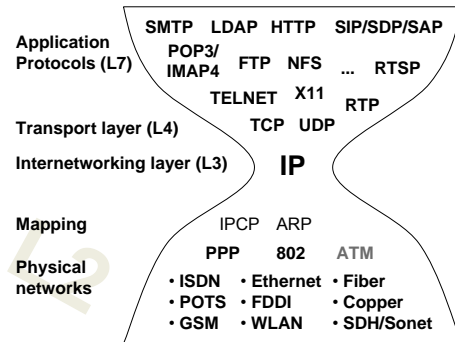 SMTP LDAP HTTP SIP/SDP/SAP
Application
Protocols (L7)
POP3/
IMAP4 FTP NFS ... RTSP
TELNET X11 RTP
Transport layer (L4) TCP UDP
Internetworking layer (L3) IP
Mapping IPCP ARP
PPP 802 ATM
L2
Physical
networks
• ISDN • Ethernet • Fiber
• POTS • FDDI • Copper
• GSM • WLAN • SDH/Sonet